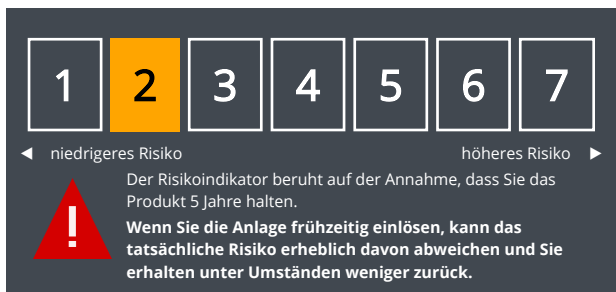 1 2 3 4 5 6 7
niedrigeres Risiko höheres Risiko
Der Risikoindikator beruht auf der Annahme, dass Sie das
Produkt 5 Jahre halten.
Wenn Sie die Anlage frühzeitig einlösen, kann das
tatsächliche Risiko erheblich davon abweichen und Sie
erhalten unter Umständen weniger zurück.
!